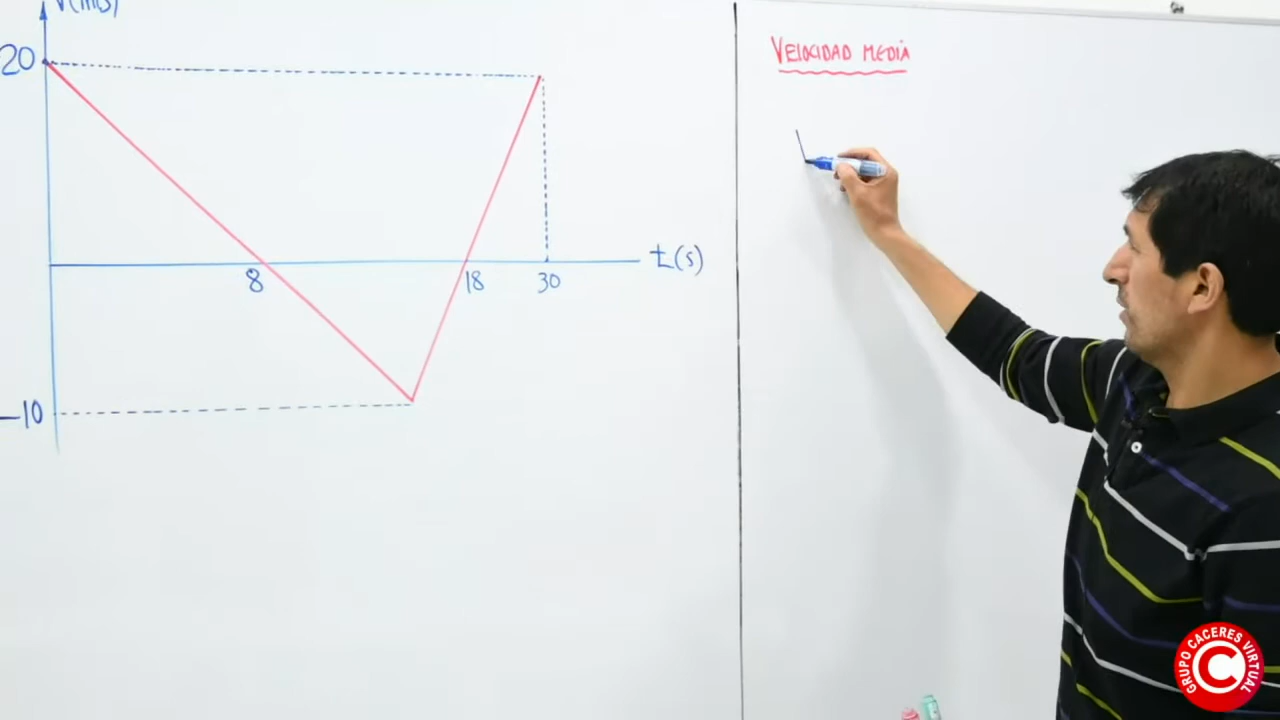 V(m/s)
20
8
18
30
t(s)
-10
VELOCIDAD MEDIA
GRUPO CACERES VIRTUAL
C